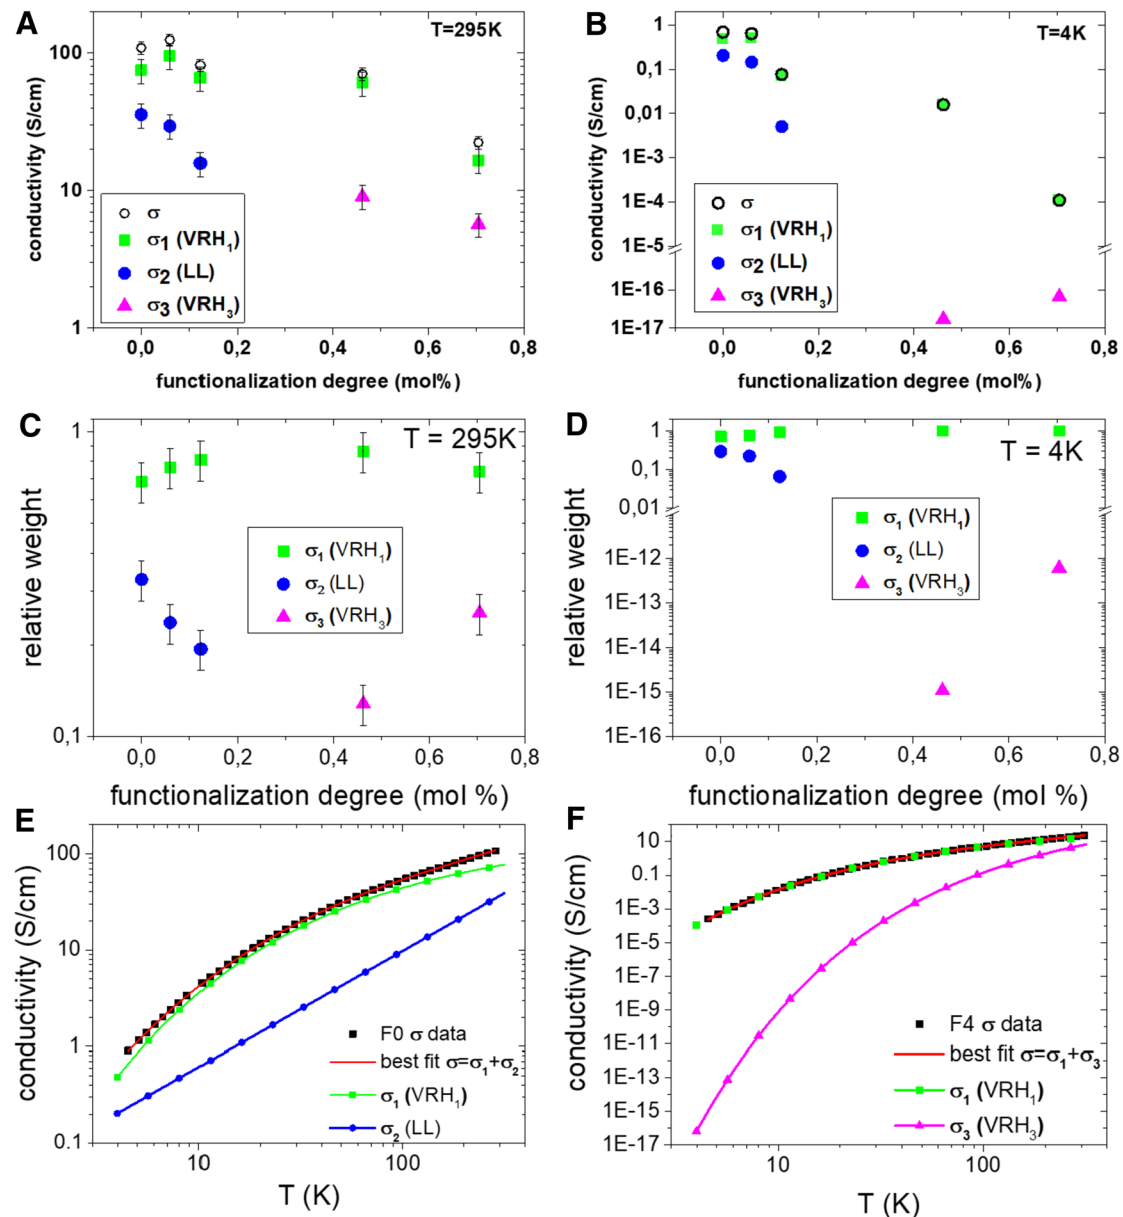 A
T=295K
100
10
1
conductivity (S/cm)
σ
σ1 (VRH1)
σ2 (LL)
σ3 (VRH3)
0,0 0,2 0,4 0,6 0,8
functionalization degree (mol%)
B
T=4K
1
0,1
0,01
1E-3
1E-4
1E-5
1E-16
1E-17
conductivity (S/cm)
σ
σ1 (VRH1)
σ2 (LL)
σ3 (VRH3)
0,0 0,2 0,4 0,6 0,8
functionalization degree (mol%)
C
T = 295K
1
0,1
relative weight
σ1 (VRH1)
σ2 (LL)
σ3 (VRH3)
0,0 0,2 0,4 0,6 0,8
functionalization degree (mol %)
D
T = 4K
1
0,1
0,01
1E-12
1E-13
1E-14
1E-15
1E-16
relative weight
σ1 (VRH1)
σ2 (LL)
σ3 (VRH3)
0,0 0,2 0,4 0,6 0,8
functionalization degree (mol %)
E
100
10
1
0.1
conductivity (S/cm)
F0 σ data
best fit σ=σ1+σ2
σ1 (VRH1)
σ2 (LL)
10 100
T (K)
F
10
0.1
1E-3
1E-5
1E-7
1E-9
1E-11
1E-13
1E-15
1E-17
conductivity (S/cm)
F4 σ data
best fit σ=σ1+σ3
σ1 (VRH1)
σ3 (VRH3)
10 100
T (K)